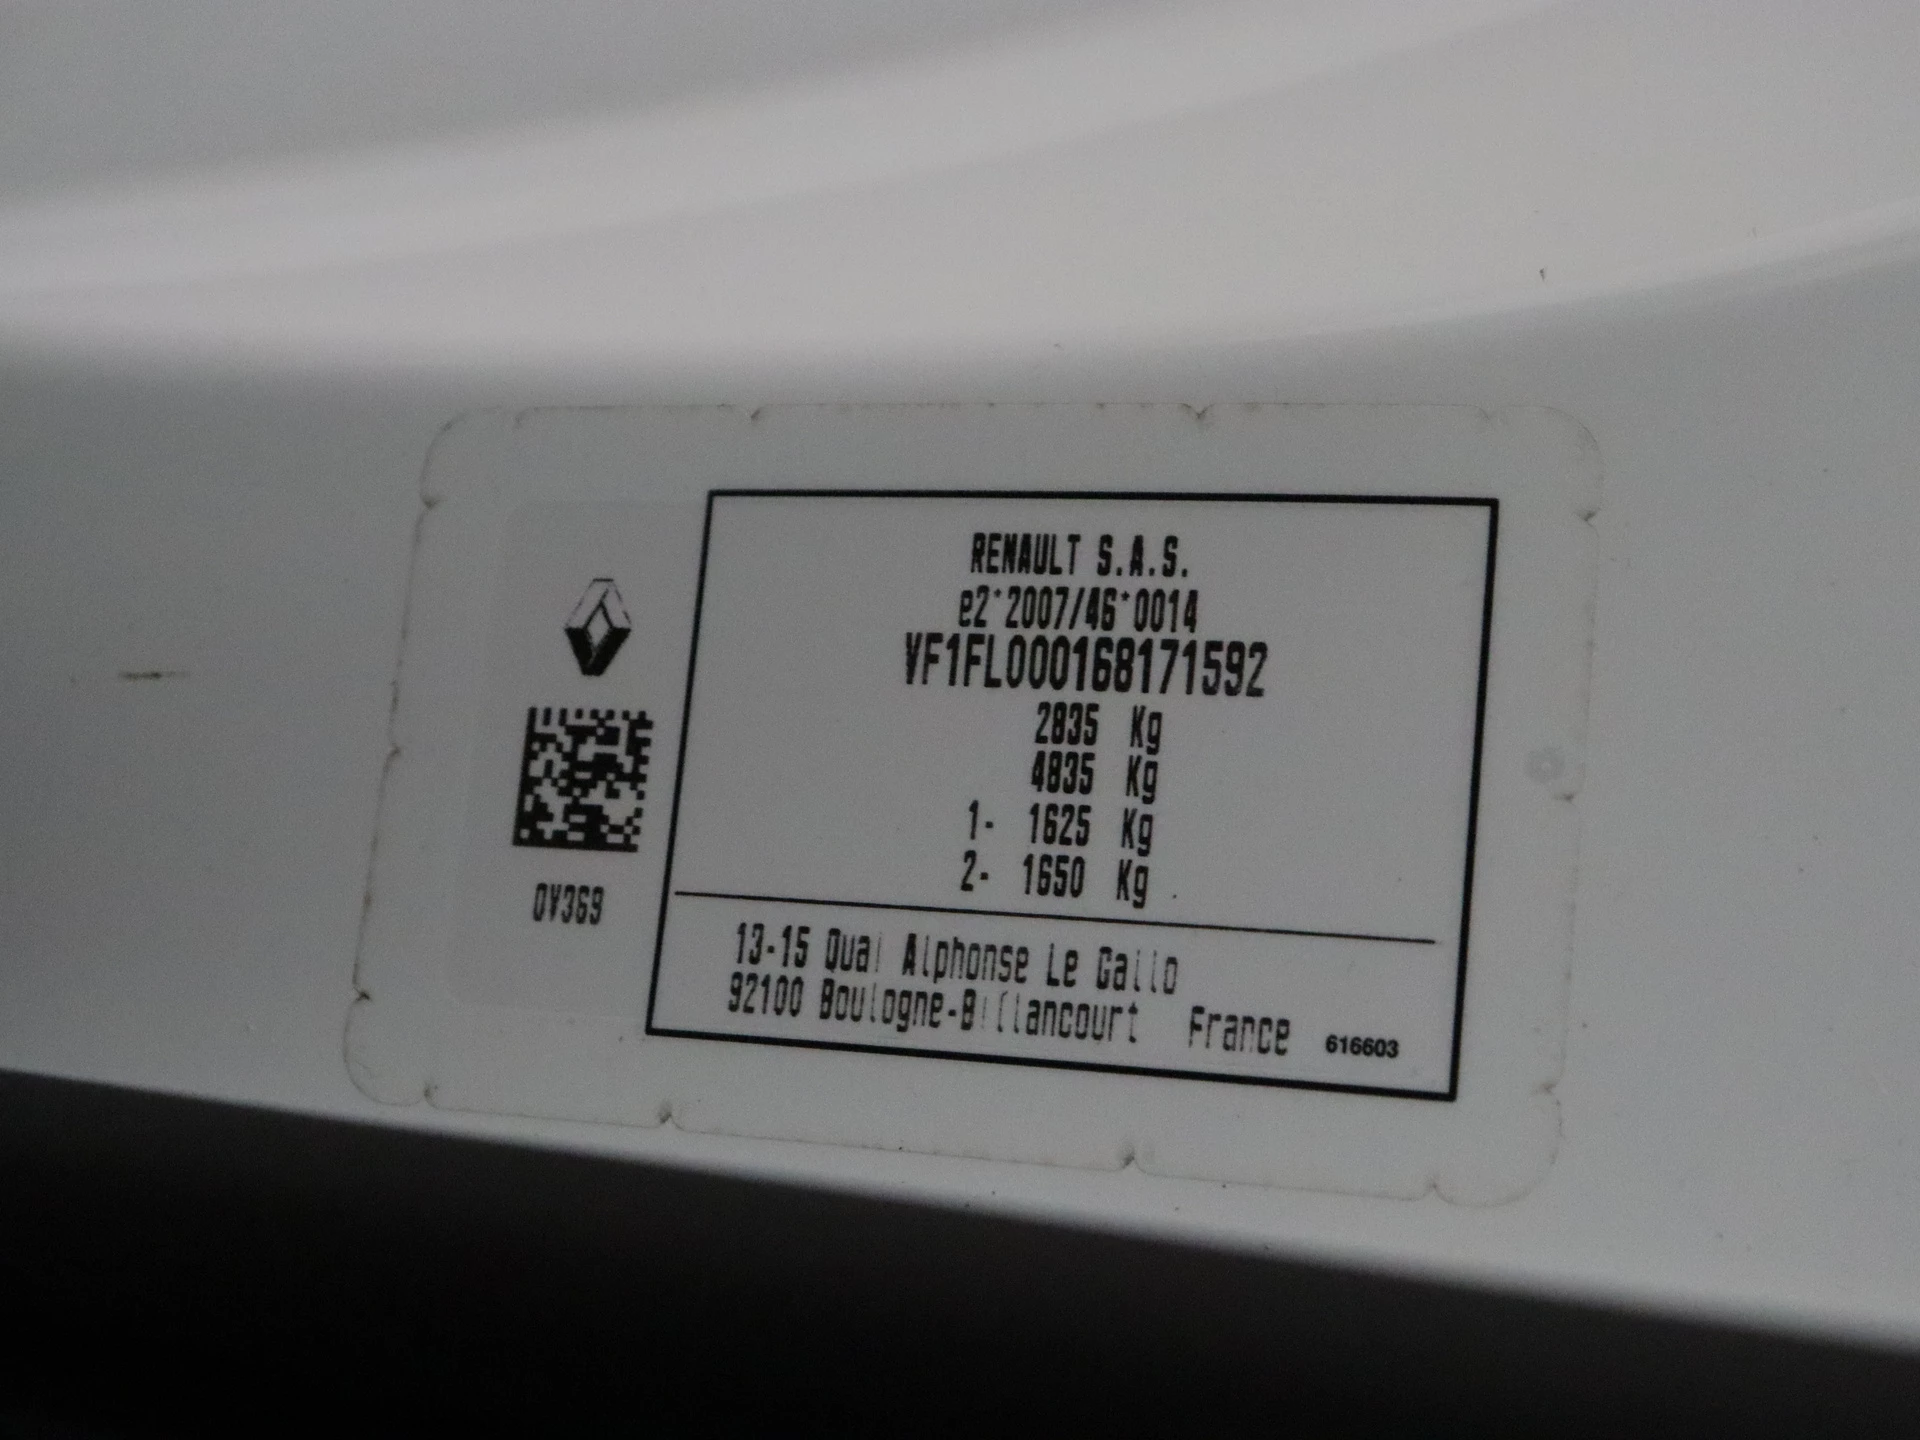 RENAULT S.A.S.
e2*2007/46*0014
VF1FL000168171592
2835 Kg
4835 Kg
1- 1625 Kg
2- 1650 Kg
0V369
13-15 Quai Alphonse Le Gallo
92100 Boulogne-Billancourt France 616603